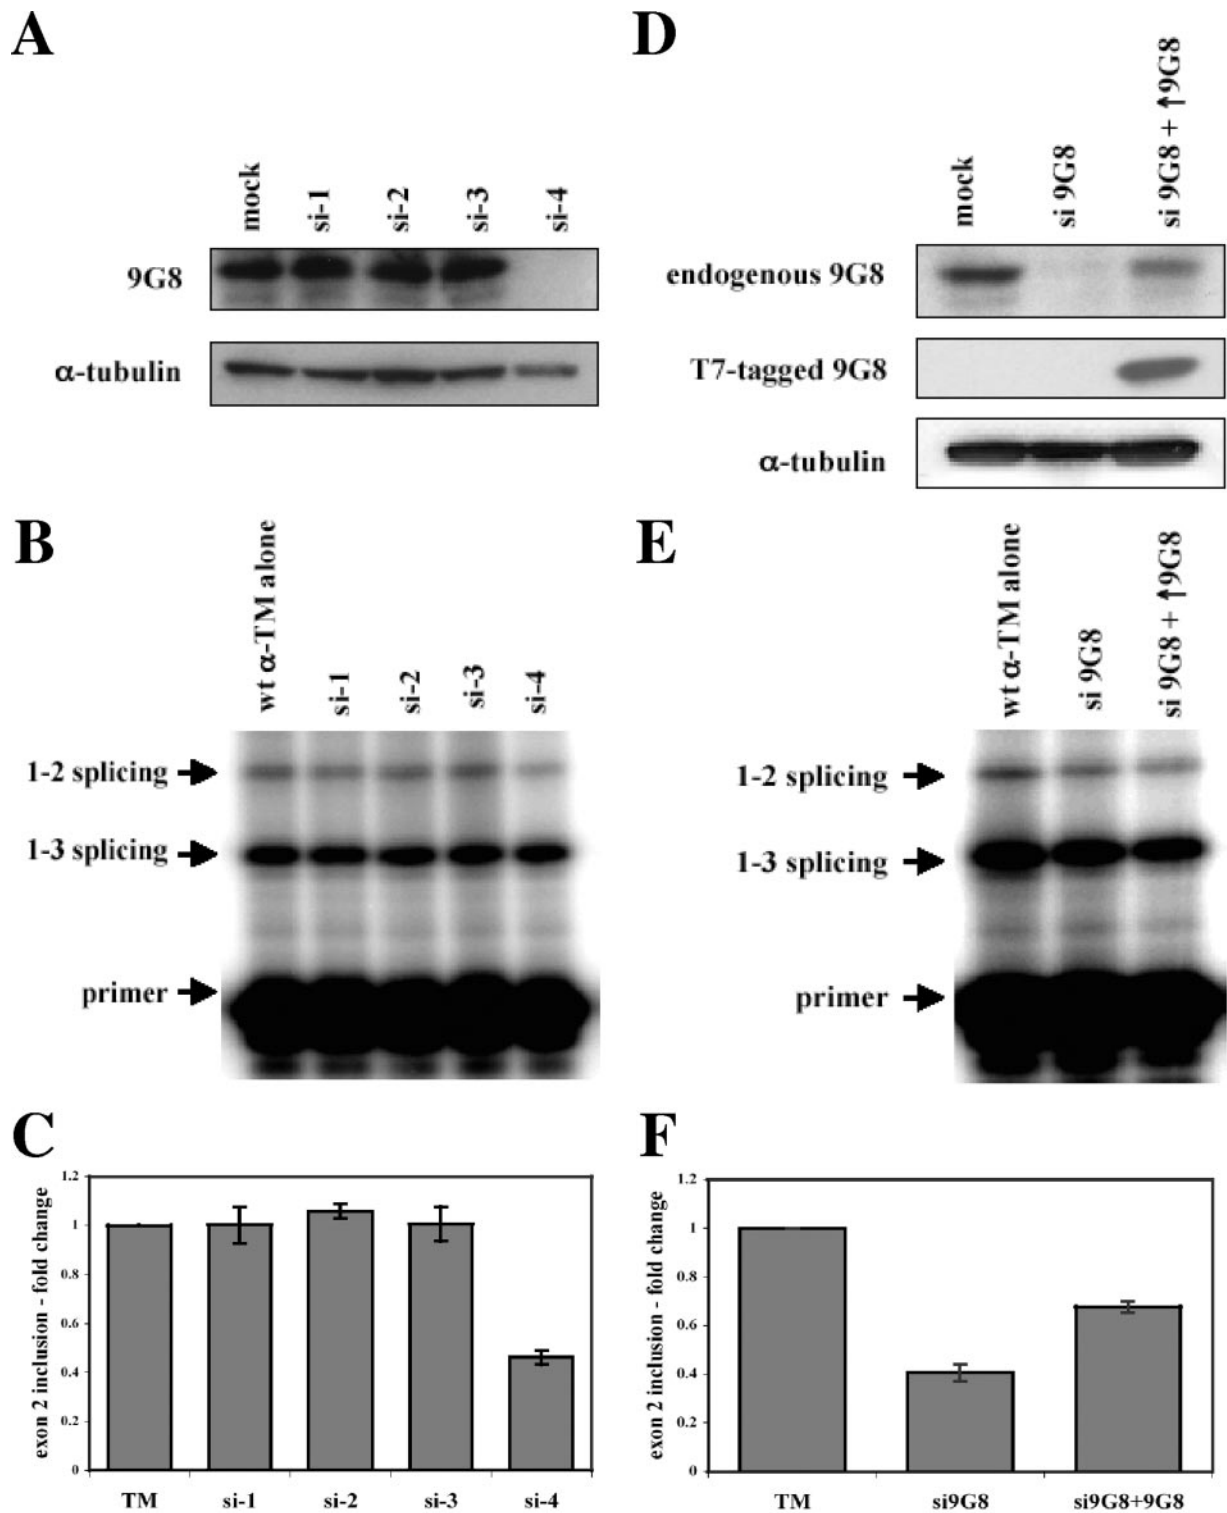 A
mock
si-1
si-2
si-3
si-4
9G8
α-tubulin
B
wt α-TM alone
si-1
si-2
si-3
si-4
1-2 splicing
1-3 splicing
primer
C
exon 2 inclusion - fold change
1.2
1
0.8
0.6
0.4
0.2
0
TM
si-1
si-2
si-3
si-4
D
mock
si 9G8
si 9G8 + ↑9G8
endogenous 9G8
T7-tagged 9G8
α-tubulin
E
wt α-TM alone
si 9G8
si 9G8 + ↑9G8
1-2 splicing
1-3 splicing
primer
F
exon 2 inclusion - fold change
1.2
1
0.8
0.6
0.4
0.2
0
TM
si9G8
si9G8+9G8